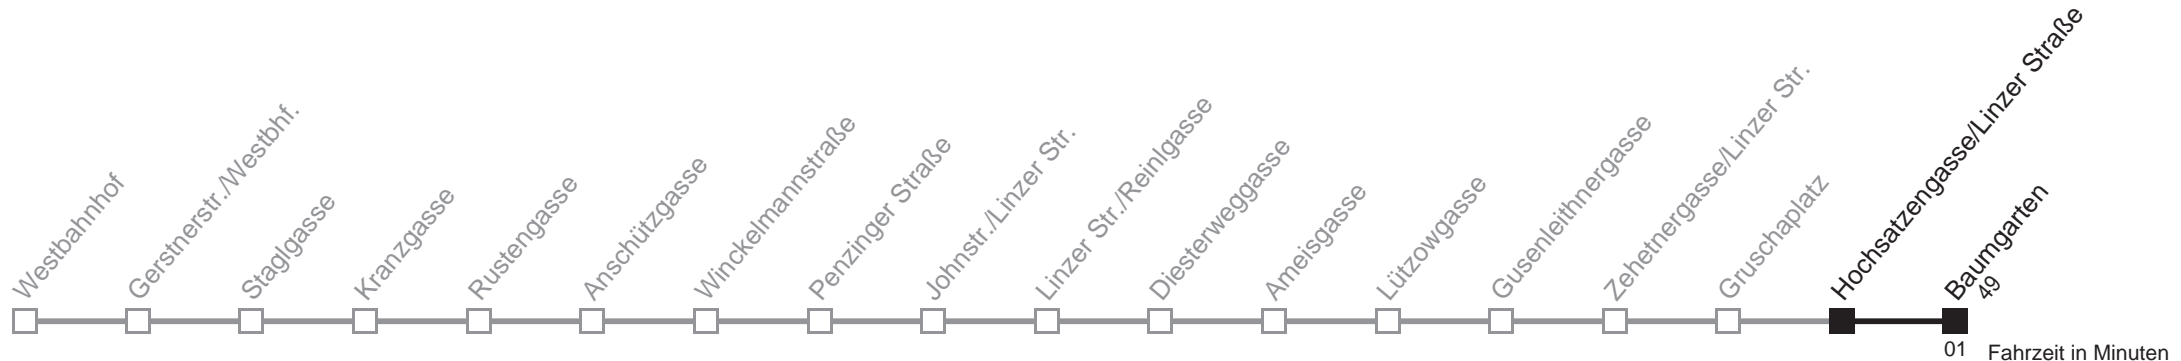 Westbahnhof
Gerstnerstr./Westbhf.
Staglgasse
Kranzgasse
Rustengasse
Anschützgasse
Winckelmannstraße
Penzinger Straße
Johnstr./Linzer Str.
Linzer Str./Reinlgasse
Diesterweggasse
Ameisgasse
Lützowgasse
Gusenleithnergasse
Zehetnergasse/Linzer Str.
Gruschaplatz
Hochsatzengasse/Linzer Straße
Baumgarten
49
01
Fahrzeit in Minuten